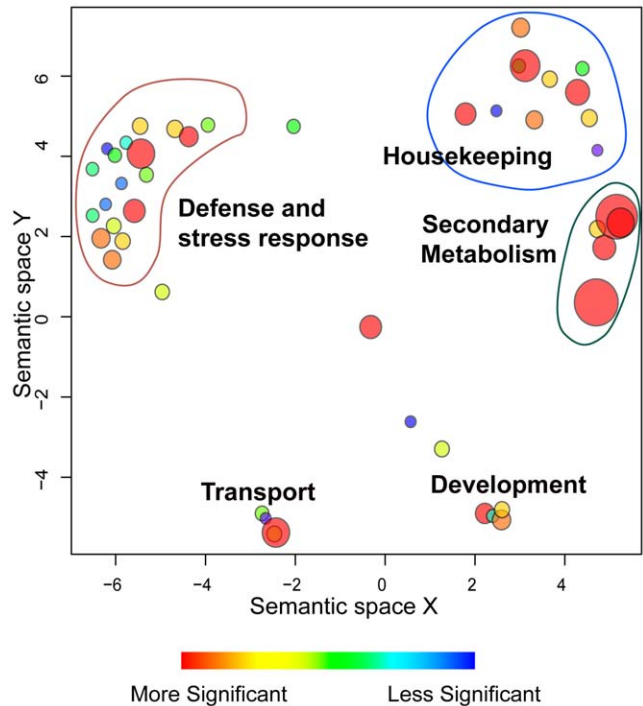 Semantic space Y
6
4
2
0
−2
−4
Housekeeping
Defense and
stress response
Secondary
Metabolism
Transport
Development
−6
−4
−2
0
2
4
Semantic space X
More Significant
Less Significant